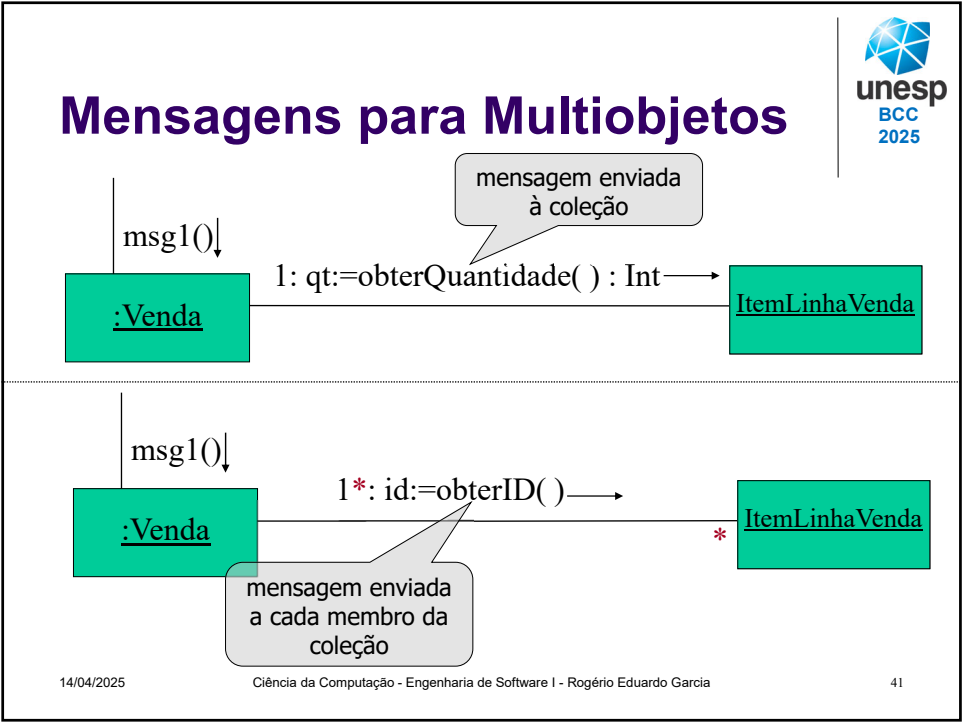 Mensagens para Multiobjetos
unesp
BCC
2025
mensagem enviada
à coleção
msg1()
1: qt:=obterQuantidade( ) : Int
:Venda
ItemLinhaVenda
msg1()
1*: id:=obterID( )
:Venda
*
ItemLinhaVenda
mensagem enviada
a cada membro da
coleção
14/04/2025
Ciência da Computação - Engenharia de Software I - Rogério Eduardo Garcia
41